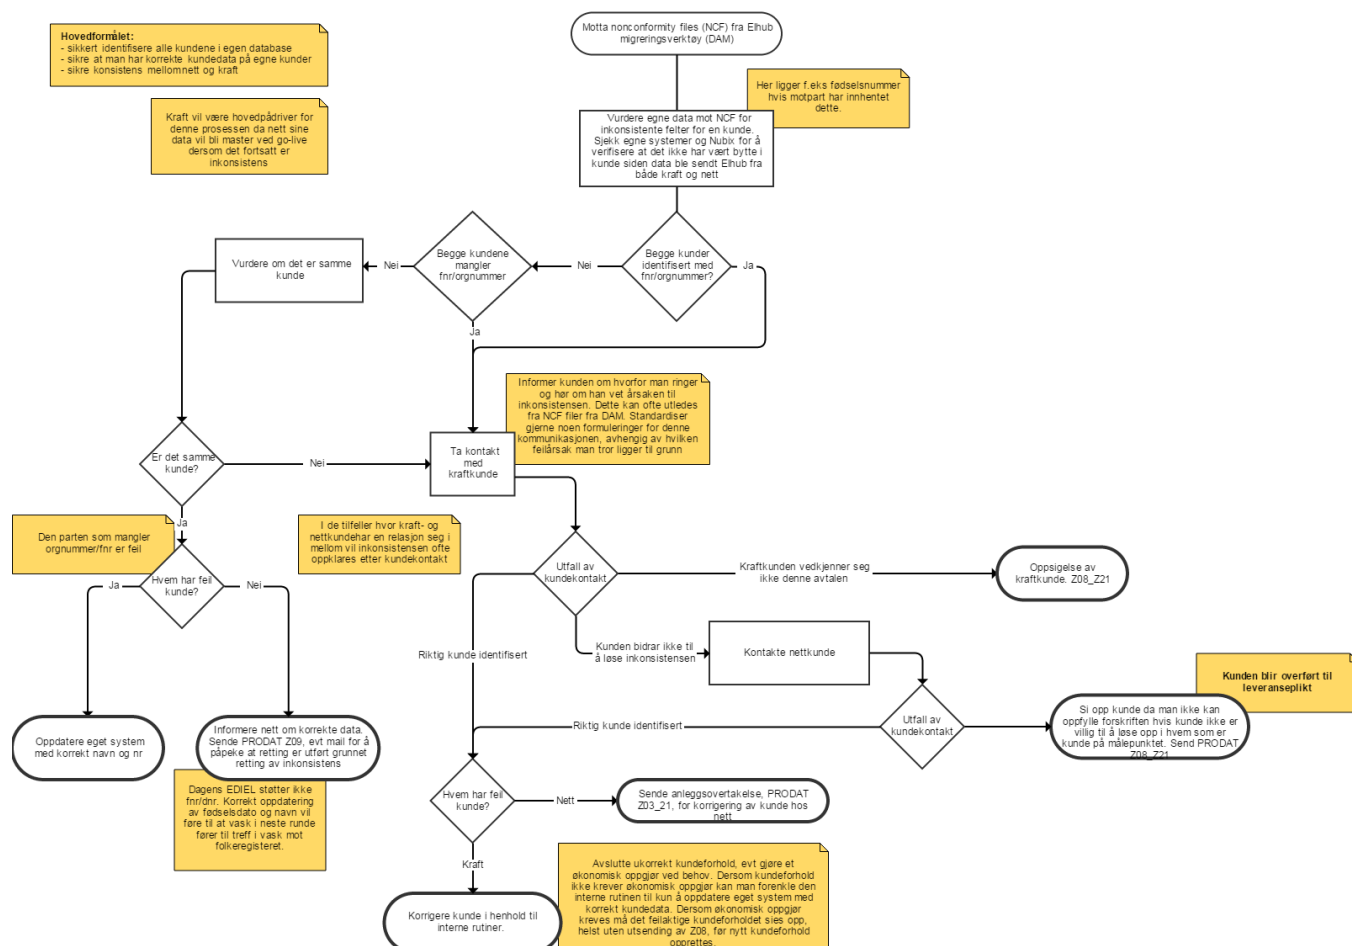 Hovedformålet:
- sikkert identifisere alle kundene i egen database
- sikre at man har korrekte kundedata på egne kunder
- sikre konsistens mellomnett og kraft
Motta nonconformity files (NCF) fra Elhub
migreringsverktøy (DAM)
Her ligger f.eks fødselsnummer
hvis motpart har innhentet
dette.
Kraft vil være hovedpådriver for
denne prosessen da nett sine
data vil bli master ved go-live
dersom det fortsatt er
inkonsistens
Vurdere egne data mot NCF for
inkonsistente felter for en kunde.
Sjekk egne systemer og Nubix for å
verifisere at det ikke har vært bytte i
kunde siden data ble sendt Elhub fra
både kraft og nett
Vurdere om det er samme
kunde
Nei
Begge kundene
mangler
fnr/orgnummer
Nei
Begge kunder
identifisert med
fnr/orgnummer?
Ja
Ja
Informer kunden om hvorfor man ringer
og hør om han vet årsaken til
inkonsistensen. Dette kan ofte utledes
fra NCF filer fra DAM. Standardiser
gjerne noen formuleringer for denne
kommunikasjonen, avhengig av hvilken
feilårsak man tror ligger til grunn
Er det samme
kunde?
Nei
Ta kontakt
med
kraftkunde
Ja
Den parten som mangler
orgnummer/fnr er feil
I de tilfeller hvor kraft- og
nettkundehar en relasjon seg i
mellom vil inkonsistensen ofte
oppklares etter kundekontakt
Ja
Hvem har feil
kunde?
Nei
Utfall av
kundekontakt
Kraftkunden vedkjenner seg
ikke denne avtalen
Oppsigelse av
kraftkunde. Z08_Z21
Riktig kunde identifisert
Kunden bidrar ikke til
å løse inkonsistensen
Kontakte nettkunde
Kunden blir overført til
leveranseplikt
Oppdatere eget system
med korrekt navn og nr
Informere nett om korrekte data.
Sende PRODAT Z09, evt mail for å
påpeke at retting er utført grunnet
retting av inkonsistens
Riktig kunde identifisert
Utfall av
kundekontakt
Si opp kunde da man ikke kan
oppfylle forskriften hvis kunde ikke er
villig til å løse opp i hvem som er
kunde på målepunktet. Send PRODAT
Z08_Z21
Dagens EDIEL støtter ikke
fnr/dnr. Korrekt oppdatering
av fødselsdato og navn vil
føre til at vask i neste runde
fører til treff i vask mot
folkeregisteret.
Hvem har feil
kunde?
Nett
Sende anleggsovertakelse, PRODAT
Z03_21, for korrigering av kunde hos
nett
Kraft
Korrigere kunde i henhold til
interne rutiner.
Avslutte ukorrekt kundeforhold, evt gjøre et
økonomisk oppgjør ved behov. Dersom kundeforhold
ikke krever økonomisk oppgjør kan man forenkle den
interne rutinen til kun å oppdatere eget system med
korrekt kundedata. Dersom økonomisk oppgjør
kreves må det feilaktige kundeforholdet sies opp,
helst uten utsending av Z08, før nytt kundeforhold
opprettes.